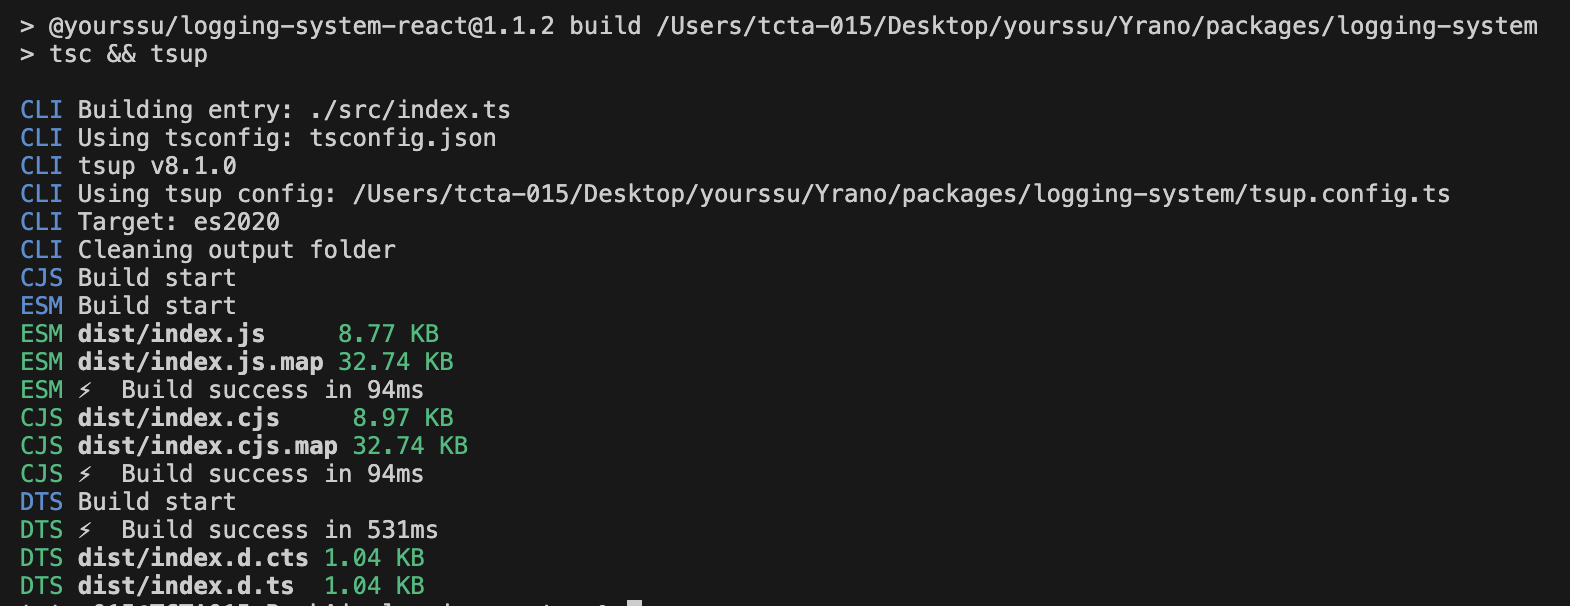 > @yourssu/logging-system-react@1.1.2 build /Users/tcta-015/Desktop/yourssu/Yrano/packages/logging-system
> tsc && tsup
CLI Building entry: ./src/index.ts
CLI Using tsconfig: tsconfig.json
CLI tsup v8.1.0
CLI Using tsup config: /Users/tcta-015/Desktop/yourssu/Yrano/packages/logging-system/tsup.config.ts
CLI Target: es2020
CLI Cleaning output folder
CJS Build start
ESM Build start
ESM dist/index.js     8.77 KB
ESM dist/index.js.map 32.74 KB
ESM ⚡ Build success in 94ms
CJS dist/index.cjs     8.97 KB
CJS dist/index.cjs.map 32.74 KB
CJS ⚡ Build success in 94ms
DTS Build start
DTS ⚡ Build success in 531ms
DTS dist/index.d.cts 1.04 KB
DTS dist/index.d.ts  1.04 KB